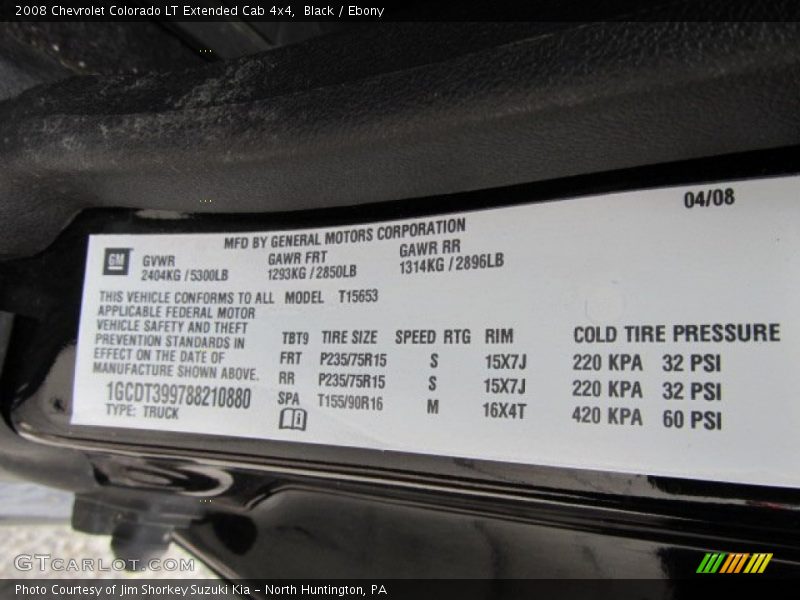 2008 Chevrolet Colorado LT Extended Cab 4x4, Black / Ebony
04/08
MFD BY GENERAL MOTORS CORPORATION
GM GVWR GAWR FRT GAWR RR
2404KG / 5300LB 1293KG / 2850LB 1314KG / 2896LB
THIS VEHICLE CONFORMS TO ALL MODEL T15653
APPLICABLE FEDERAL MOTOR
VEHICLE SAFETY AND THEFT
PREVENTION STANDARDS IN
EFFECT ON THE DATE OF
MANUFACTURE SHOWN ABOVE.
1GCDT399788210880
TYPE: TRUCK
TBT9 TIRE SIZE SPEED RTG RIM COLD TIRE PRESSURE
FRT P235/75R15 S 15X7J 220 KPA 32 PSI
RR P235/75R15 S 15X7J 220 KPA 32 PSI
SPA T155/90R16 M 16X4T 420 KPA 60 PSI
GTCARLOT.COM
Photo Courtesy of Jim Shorkey Suzuki Kia - North Huntington, PA